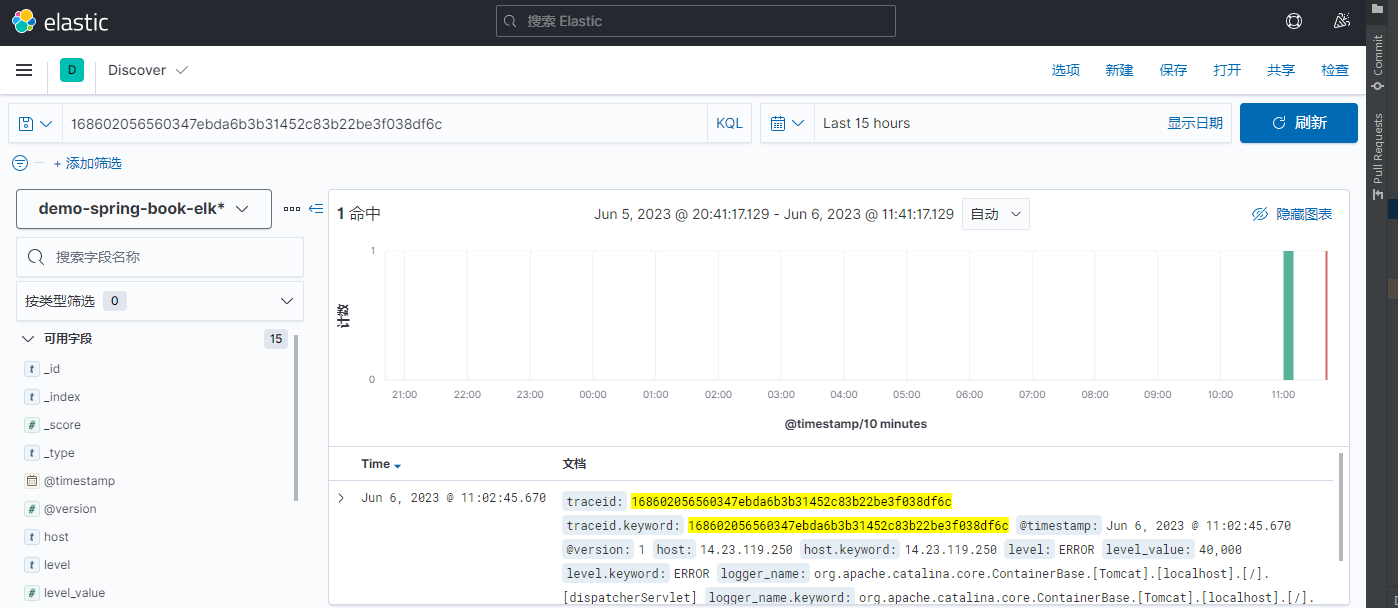 elastic
搜索 Elastic
D Discover
选项 新建 保存 打开 共享 检查
168602056560347ebda6b3b31452c83b22be3f038df6c KQL Last 15 hours 显示日期 刷新
+ 添加筛选
demo-spring-book-elk*
搜索字段名称
按类型筛选 0
可用字段 15
t _id
t _index
# _score
t _type
@timestamp
# @version
t host
t level
# level_value
1 命中 Jun 5, 2023 @ 20:41:17.129 - Jun 6, 2023 @ 11:41:17.129 自动 隐藏图表
1
计数
0
21:00 22:00 23:00 00:00 01:00 02:00 03:00 04:00 05:00 06:00 07:00 08:00 09:00 10:00 11:00
@timestamp/10 minutes
Time 文档
Jun 6, 2023 @ 11:02:45.670 traceid: 168602056560347ebda6b3b31452c83b22be3f038df6c
traceid.keyword: 168602056560347ebda6b3b31452c83b22be3f038df6c @timestamp: Jun 6, 2023 @ 11:02:45.670
@version: 1 host: 14.23.119.250 host.keyword: 14.23.119.250 level: ERROR level_value: 40,000
level.keyword: ERROR logger_name: org.apache.catalina.core.ContainerBase.[Tomcat].[localhost].[/].
[dispatcherServlet] logger_name.keyword: org.apache.catalina.core.ContainerBase.[Tomcat].[localhost].[/].
Commit
Pull Requests